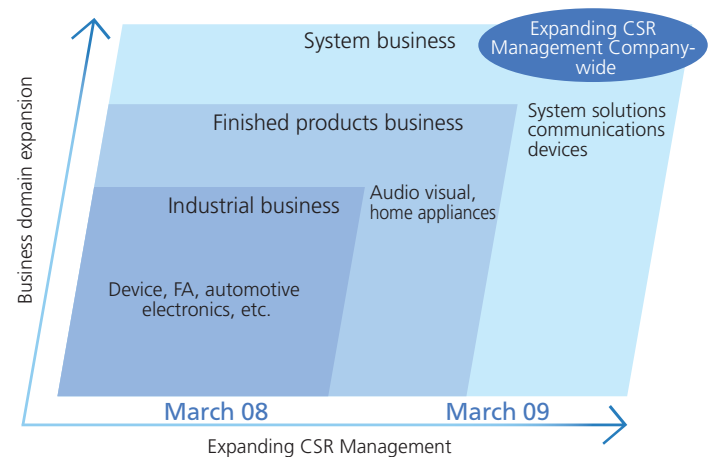 Expanding CSR
Management Company-
wide
System business
System solutions
communications
devices
Finished products business
Audio visual,
home appliances
Industrial business
Device, FA, automotive
electronics, etc.
Business domain expansion
March 08
March 09
Expanding CSR Management